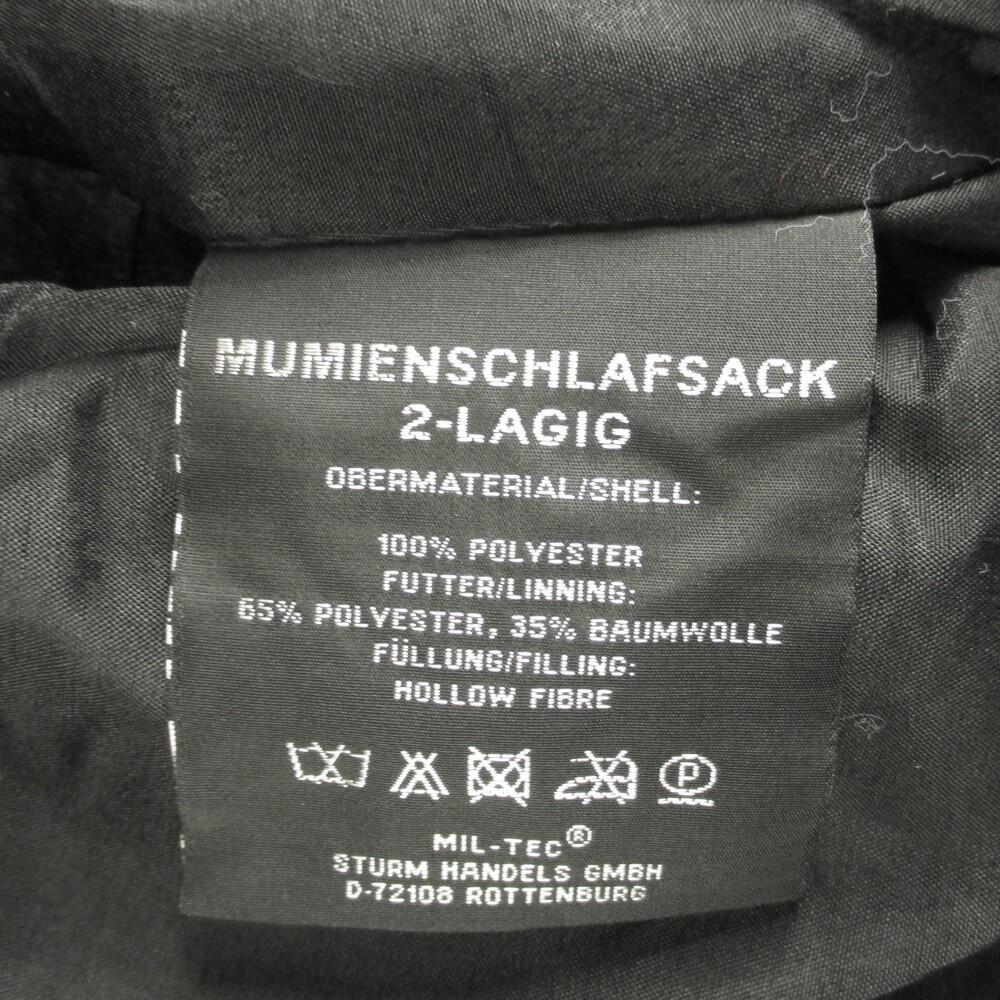 MUMIENSCHLAFSACK
2-LAGIG
OBERMATERIAL/SHELL:
100% POLYESTER
FUTTER/LINNING:
65% POLYESTER, 35% BAUMWOLLE
FÜLLUNG/FILLING:
HOLLOW FIBRE
P
MIL-TEC®
STURM HANDELS GMBH
D-72108 ROTTENBURG